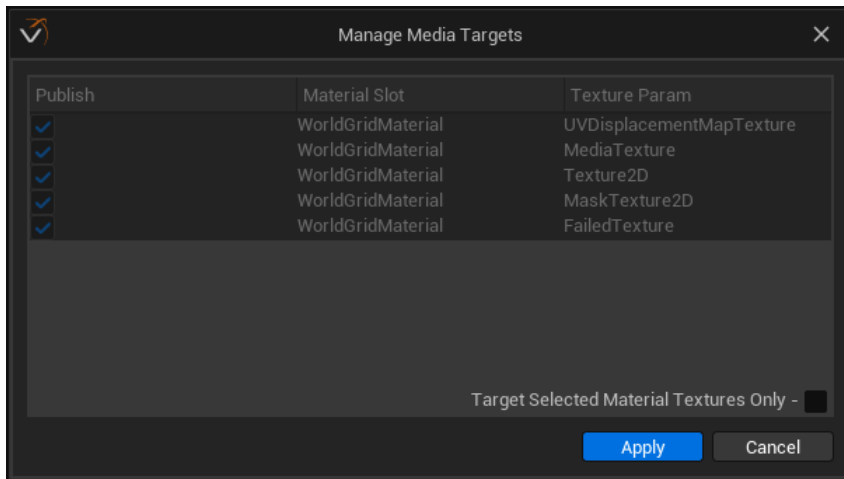 Manage Media Targets
Publish Material Slot Texture Param
WorldGridMaterial UVDisplacementMapTexture
WorldGridMaterial MediaTexture
WorldGridMaterial Texture2D
WorldGridMaterial MaskTexture2D
WorldGridMaterial FailedTexture
Target Selected Material Textures Only -
Apply Cancel